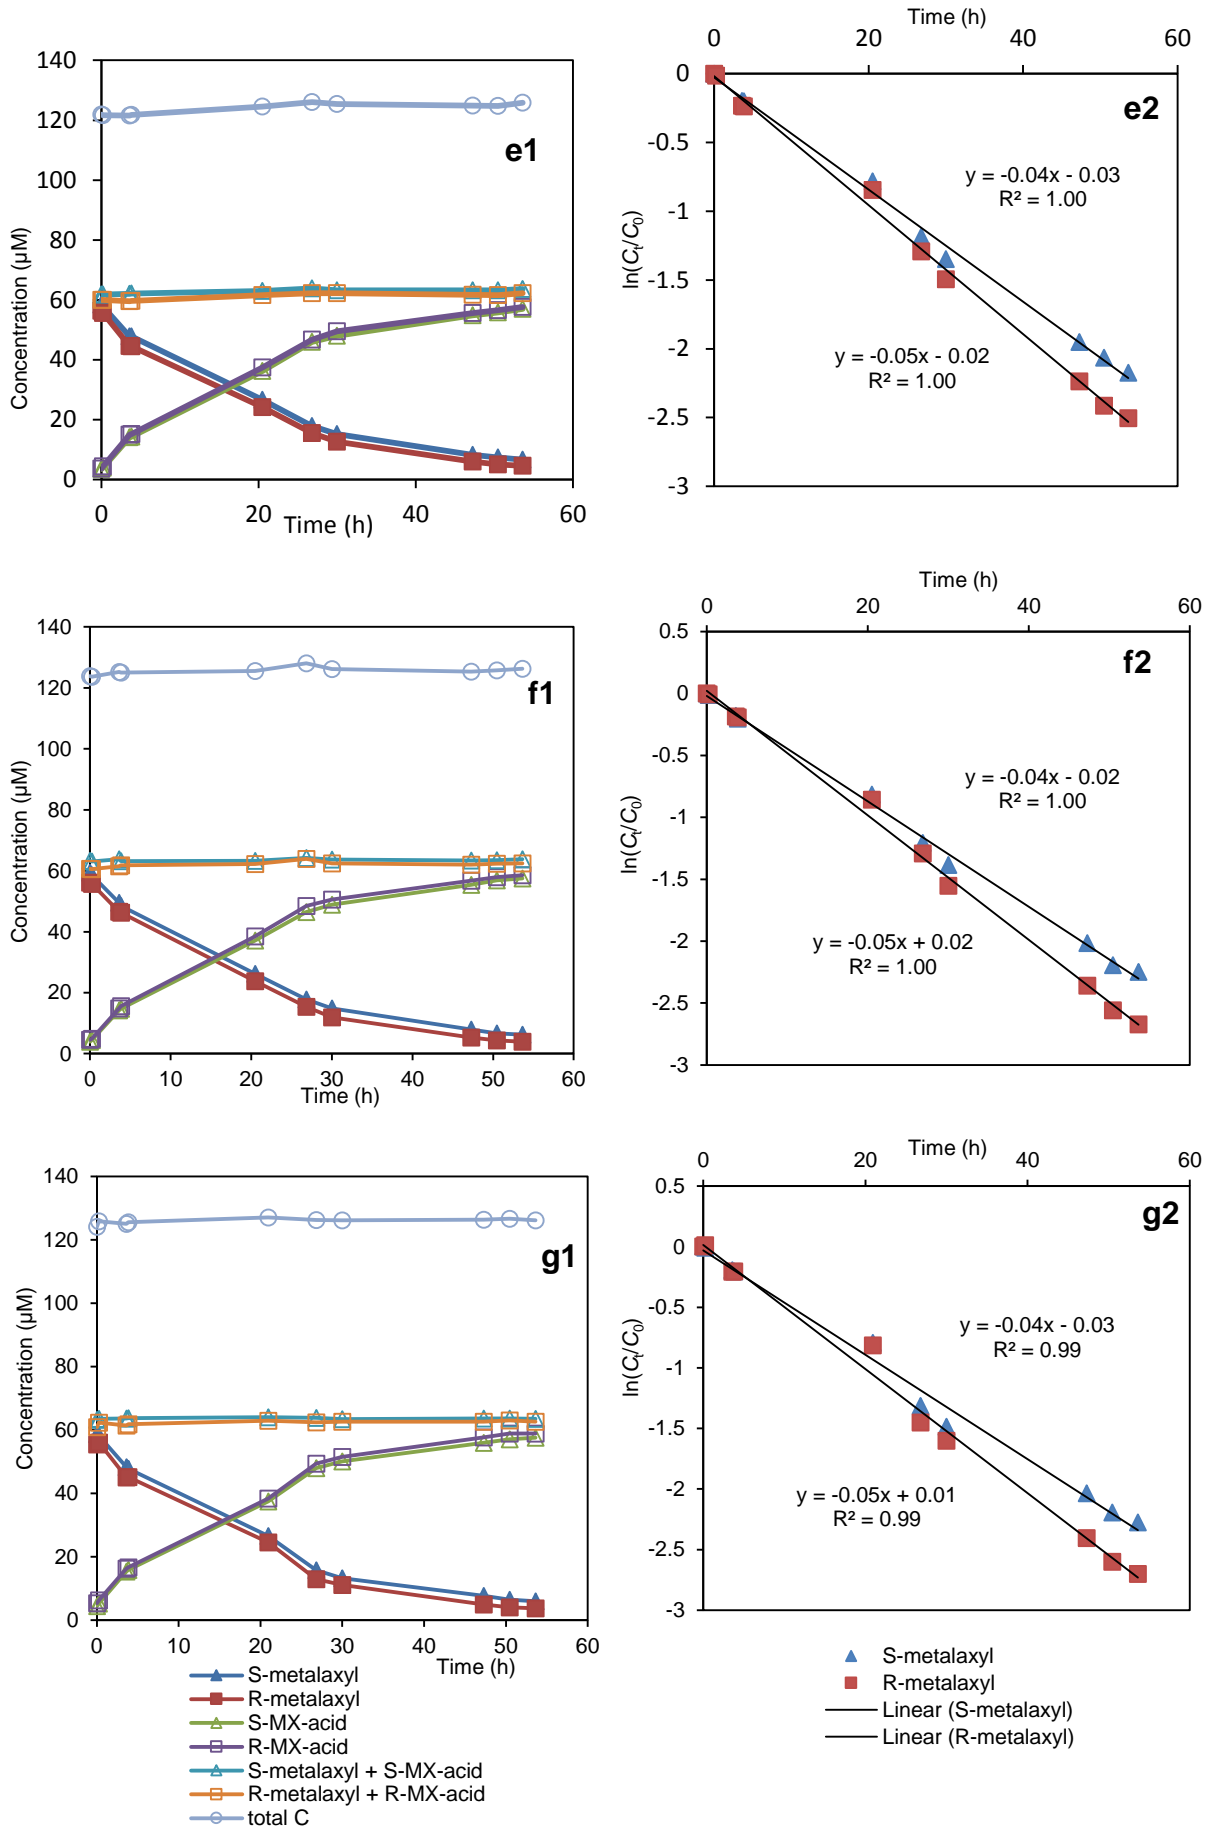 140
120
100
80
60
40
20
0
Concentration (µM)
e1
0
20
40
60
Time (h)
Time (h)
0
20
40
60
0
-0.5
-1
-1.5
-2
-2.5
-3
ln(Ct/C0)
e2
y = -0.04x - 0.03
R² = 1.00
y = -0.05x - 0.02
R² = 1.00
140
120
100
80
60
40
20
0
Concentration (µM)
f1
0
10
20
30
40
50
60
Time (h)
Time (h)
0
20
40
60
0.5
0
-0.5
-1
-1.5
-2
-2.5
-3
ln(Ct/C0)
f2
y = -0.04x - 0.02
R² = 1.00
y = -0.05x + 0.02
R² = 1.00
140
120
100
80
60
40
20
0
Concentration (µM)
g1
0
10
20
30
40
50
60
Time (h)
Time (h)
0
20
40
60
0.5
0
-0.5
-1
-1.5
-2
-2.5
-3
ln(Ct/C0)
g2
y = -0.04x - 0.03
R² = 0.99
y = -0.05x + 0.01
R² = 0.99
S-metalaxyl
R-metalaxyl
S-MX-acid
R-MX-acid
S-metalaxyl + S-MX-acid
R-metalaxyl + R-MX-acid
total C
S-metalaxyl
R-metalaxyl
Linear (S-metalaxyl)
Linear (R-metalaxyl)